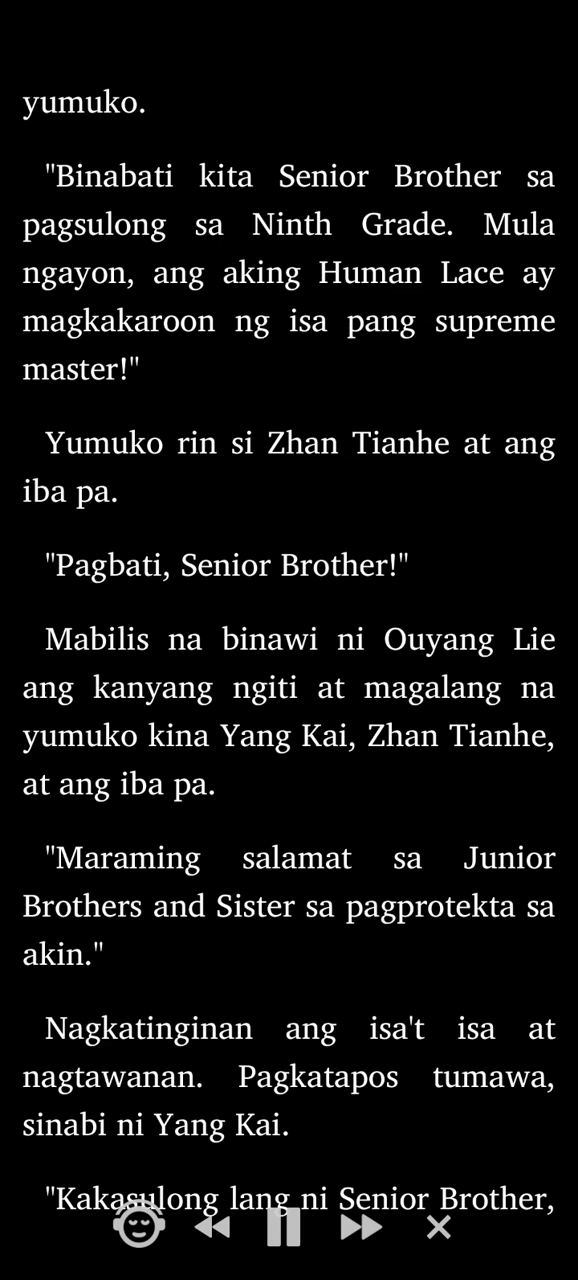 yumuko.
"Binabati kita Senior Brother sa
pagsulong sa Ninth Grade. Mula
ngayon, ang aking Human Lace ay
magkakaroon ng isa pang supreme
master!"
Yumuko rin si Zhan Tianhe at ang
iba pa.
"Pagbati, Senior Brother!"
Mabilis na binawi ni Ouyang Lie
ang kanyang ngiti at magalang na
yumuko kina Yang Kai, Zhan Tianhe,
at ang iba pa.
"Maraming salamat sa Junior
Brothers and Sister sa pagprotekta sa
akin."
Nagkatinginan ang isa't isa at
nagtawanan. Pagkatapos tumawa,
sinabi ni Yang Kai.
"Kakasulong lang ni Senior Brother,